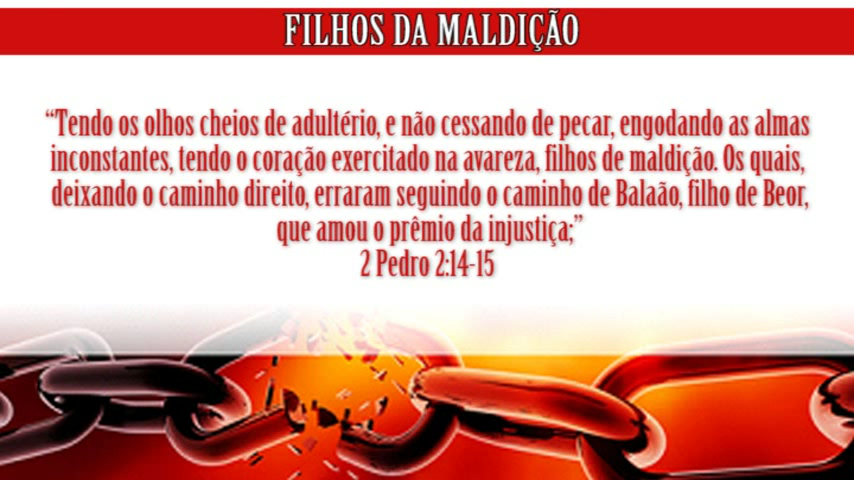 FILHOS DA MALDIÇÃO
“Tendo os olhos cheios de adultério, e não cessando de pecar, engodando as almas
inconstantes, tendo o coração exercitado na avareza, filhos de maldição. Os quais,
deixando o caminho direito, erraram seguindo o caminho de Balaão, filho de Beor,
que amou o prêmio da injustiça;”
2 Pedro 2:14-15